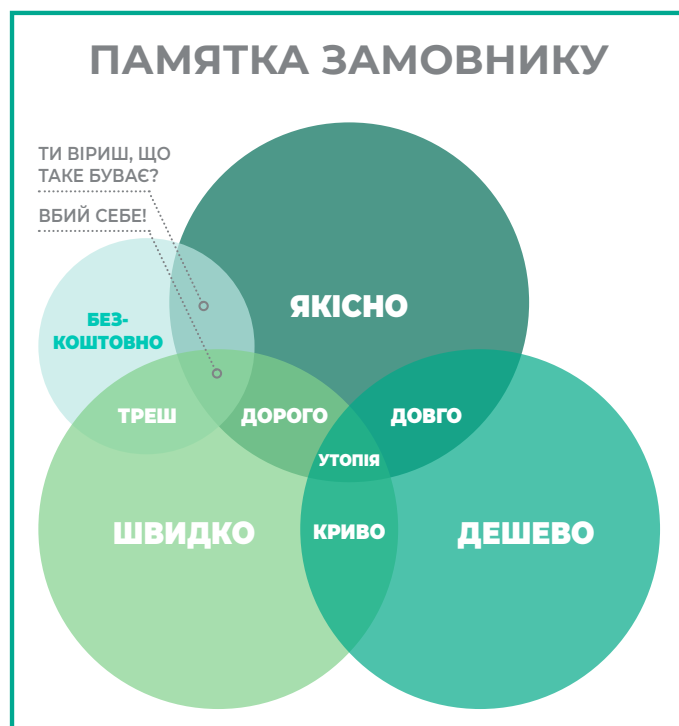 ПАМЯТКА ЗАМОВНИКУ
ТИ ВІРИШ, ЩО
ТАКЕ БУВАЄ?
ВБИЙ СЕБЕ!
ЯКІСНО
БЕЗ-
КОШТОВНО
ТРЕШ
ДОРОГО
ДОВГО
УТОПІЯ
ШВИДКО
КРИВО
ДЕШЕВО